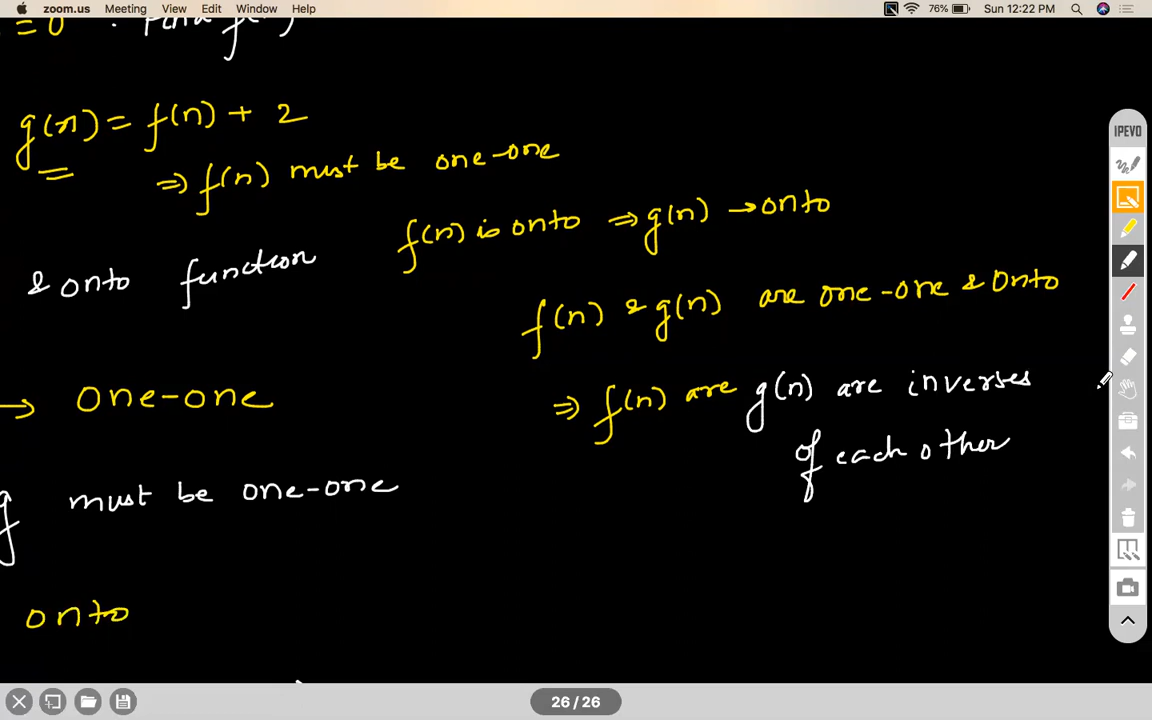 zoom.us Meeting View Edit Window Help 76% Sun 12:22 PM
= 0 . find f( )
g(n) = f(n) + 2
⇒ f(n) must be one-one
f(n) is onto ⇒ g(n) → onto
& onto function
f(n) & g(n) are one-one & onto
→ one-one
⇒ f(n) are g(n) are inverses
of each other
g must be one-one
onto
IPEVO
26 / 26